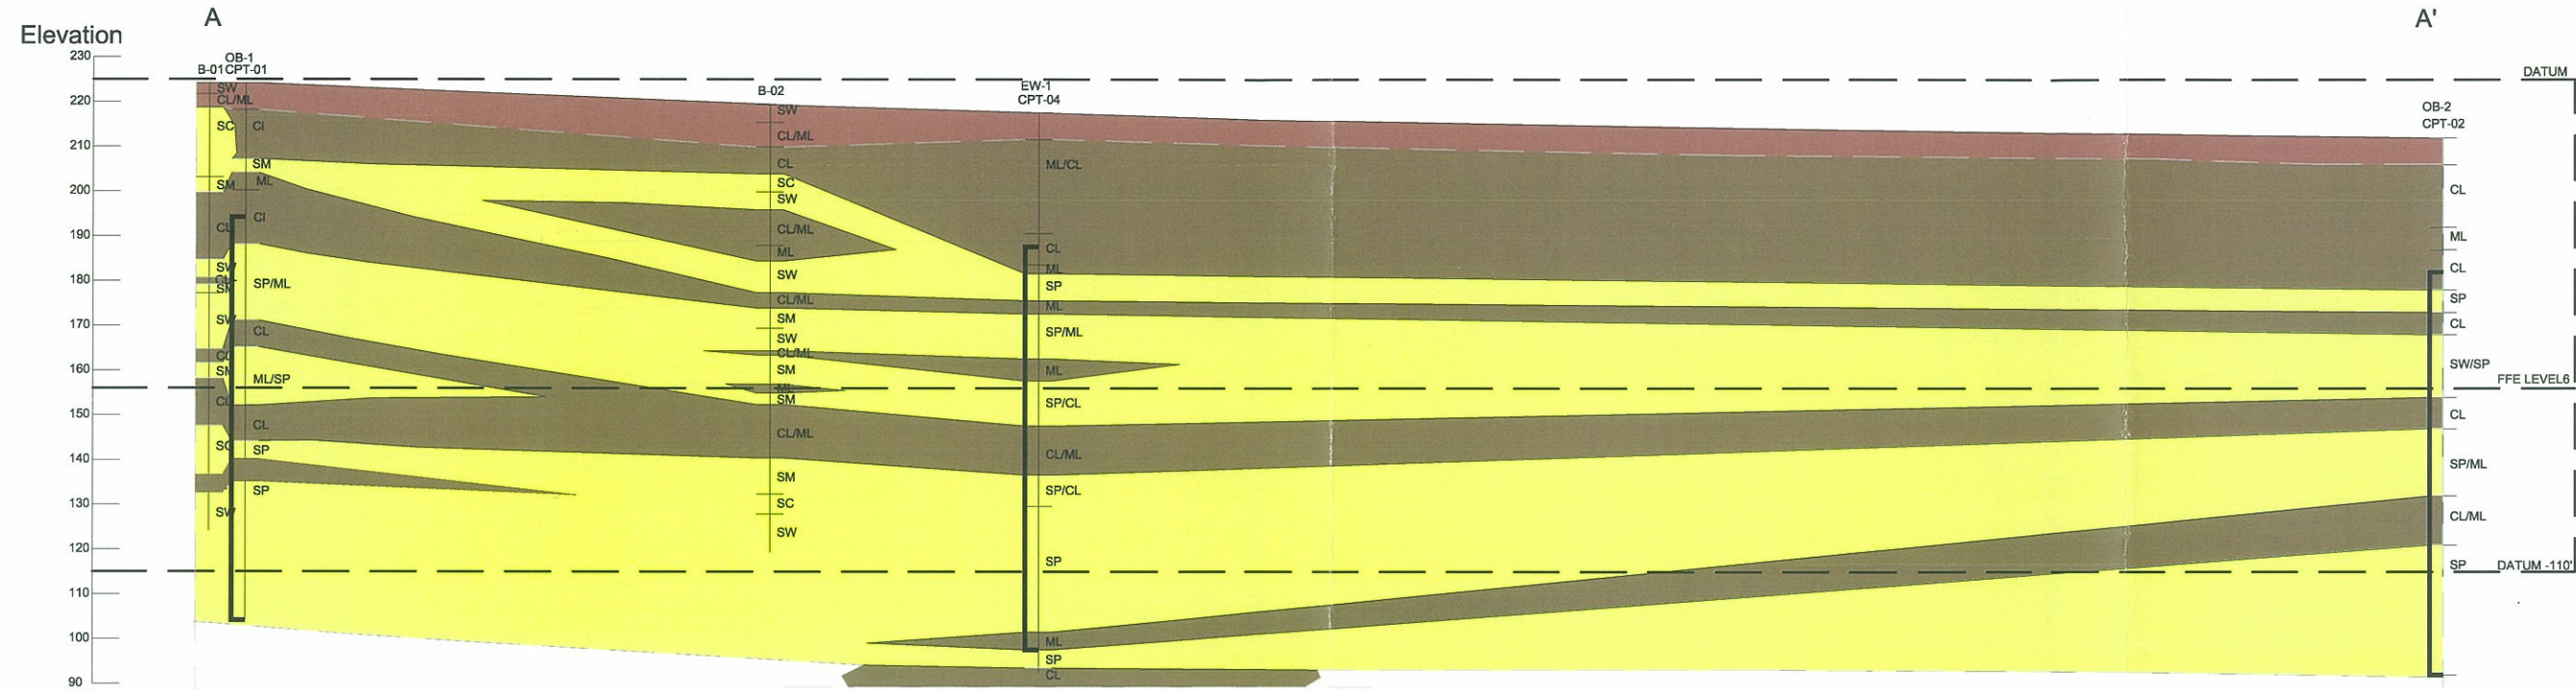 A
A'
Elevation
230
220
210
200
190
180
170
160
150
140
130
120
110
100
90
OB-1
B-01 CPT-01
SW
CL/ML
SC
SM
CL
SW
SW
SW
CI
SM
ML
CI
SP/ML
CL
ML/SP
CL
SP
SP
B-02
SW
CL/ML
CL
SC
SW
CL/ML
ML
SW
CL/ML
SM
SW
CL/ML
SM
ML
SM
CL/ML
SM
SC
SW
EW-1
CPT-04
ML/CL
CL
ML
SP
ML
SP/ML
ML
SP/CL
CL/ML
SP/CL
SP
ML
SP
CL
OB-2
CPT-02
CL
ML
CL
SP
CL
SW/SP
CL
SP/ML
CL/ML
SP
DATUM
FFE LEVEL6
DATUM -110'